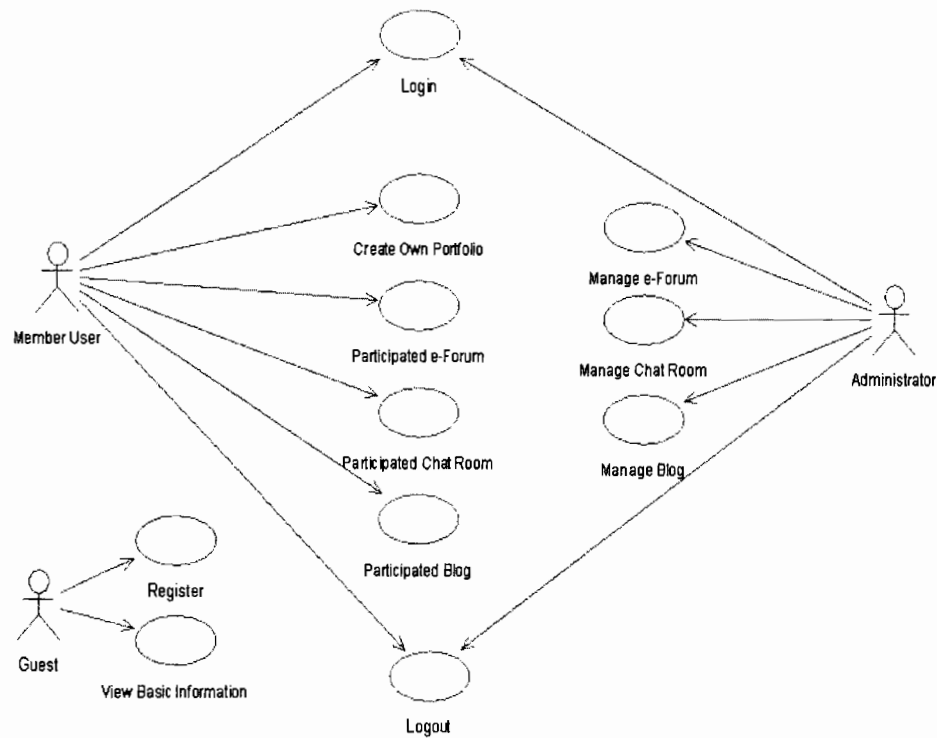 Login
Create Own Portfolio
Manage e-Forum
Member User
Participated e-Forum
Manage Chat Room
Administrator
Participated Chat Room
Manage Blog
Participated Blog
Register
Guest
View Basic Information
Logout